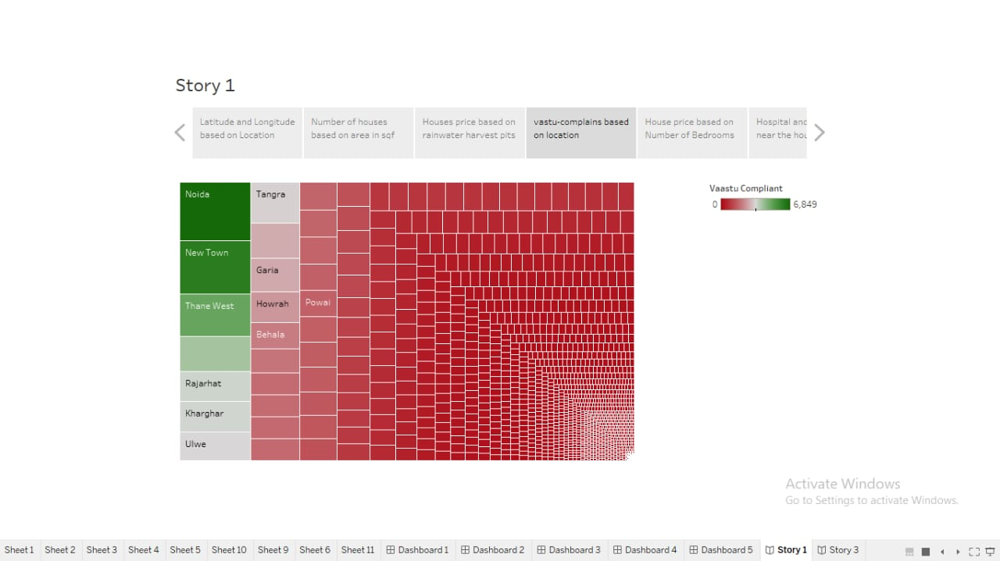 Story 1
Latitude and Longitude
based on Location
Number of houses
based on area in sqf
Houses price based on
rainwater harvest pits
vastu-complains based
on location
House price based on
Number of Bedrooms
Hospital and
near the hou
Noida
Tangra
New Town
Garia
Thane West
Howrah
Powai
Behala
Rajarhat
Kharghar
Ulwe
Vaastu Compliant
0 6,849
Activate Windows
Go to Settings to activate Windows.
Sheet 1 Sheet 2 Sheet 3 Sheet 4 Sheet 5 Sheet 10 Sheet 9 Sheet 6 Sheet 11 Dashboard 1 Dashboard 2 Dashboard 3 Dashboard 4 Dashboard 5 Story 1 Story 3